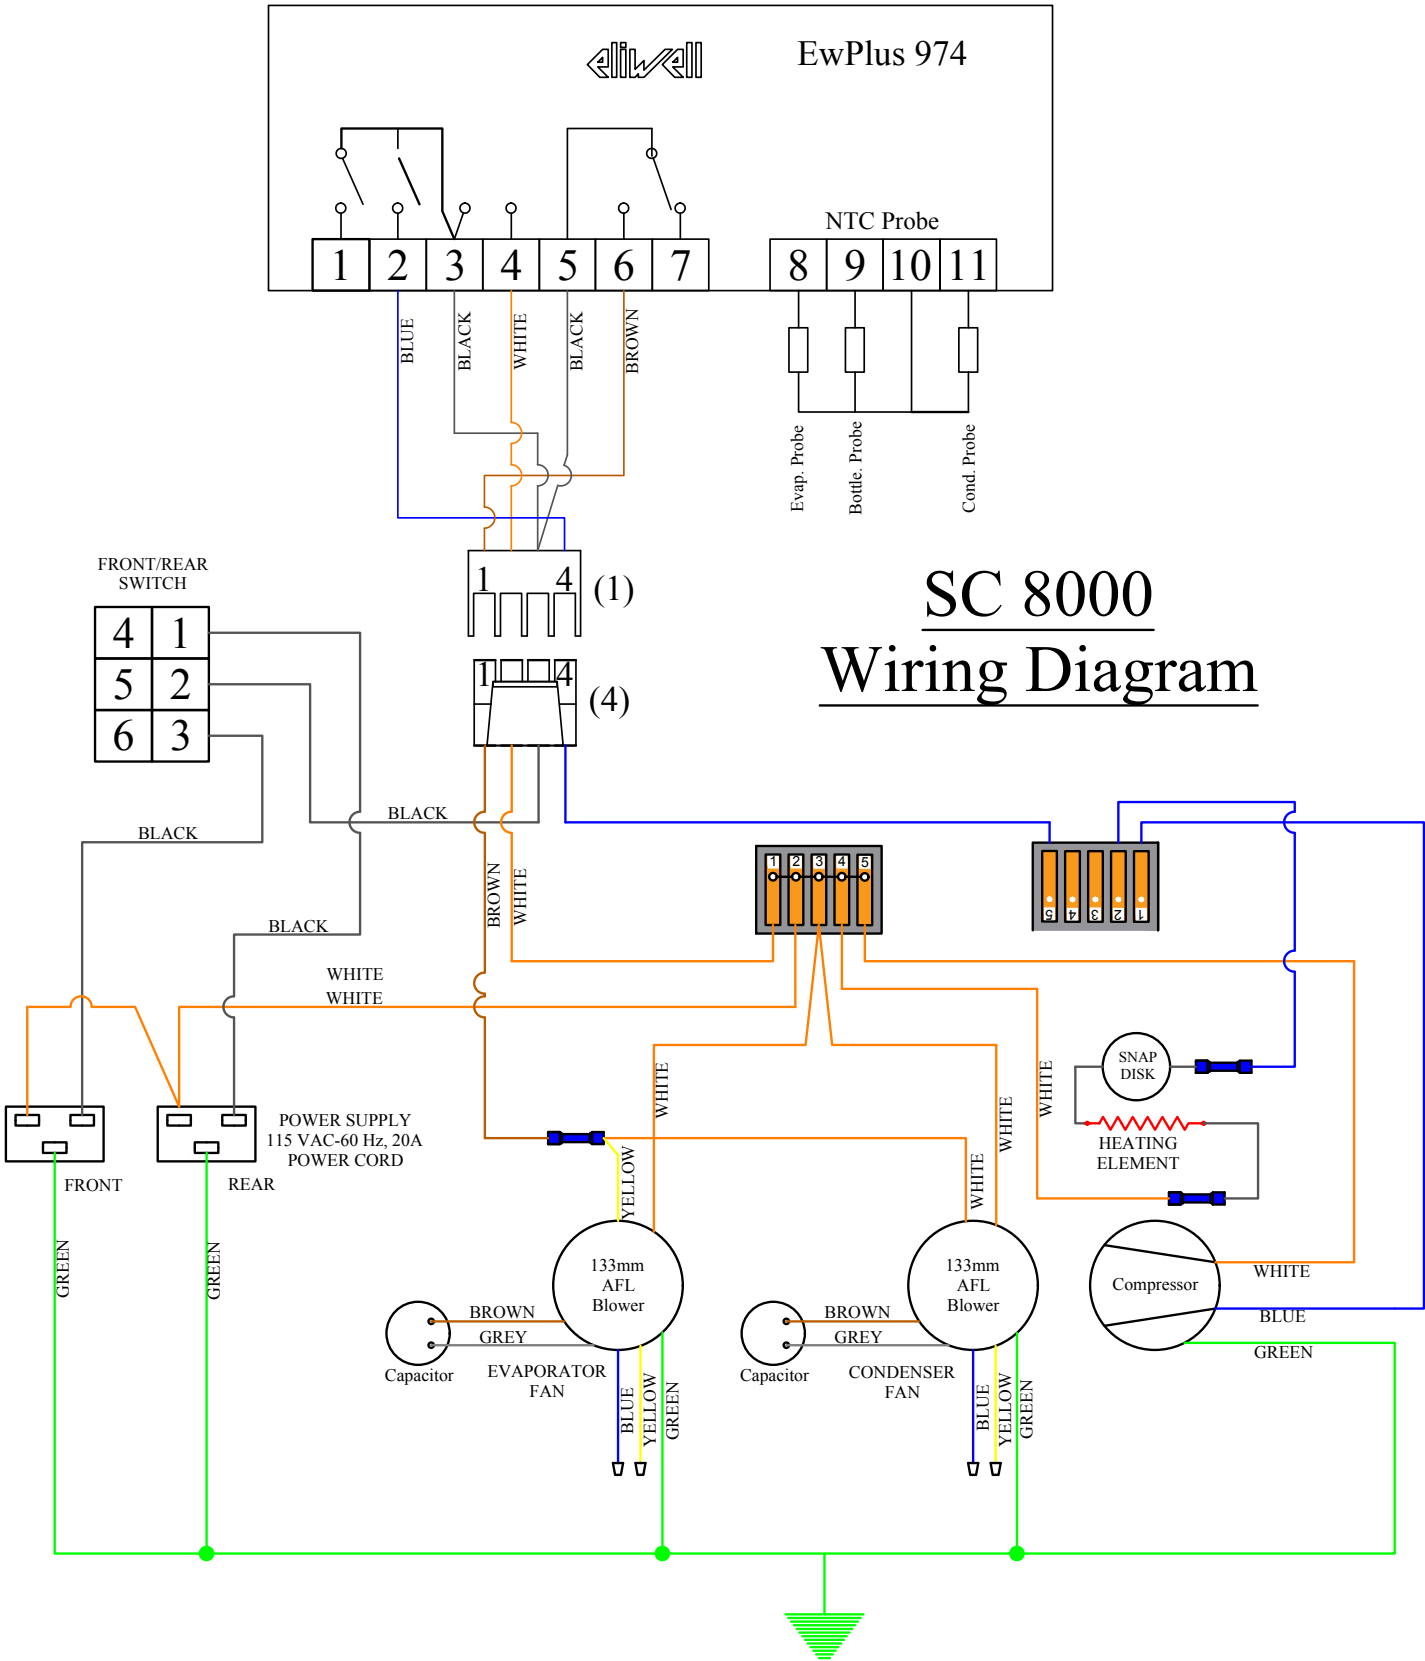 eliwell
EwPlus 974
NTC Probe
1 2 3 4 5 6 7
8 9 10 11
BLUE
BLACK
WHITE
BLACK
BROWN
Evap. Probe
Bottle. Probe
Cond. Probe
FRONT/REAR
SWITCH
4 1
5 2
6 3
1 4
(1)
1 4
(4)
SC 8000
Wiring Diagram
BLACK
BLACK
BLACK
BROWN
WHITE
1 2 3 4 5
5 4 3 2 1
WHITE
WHITE
WHITE
WHITE
WHITE
WHITE
SNAP
DISK
HEATING
ELEMENT
POWER SUPPLY
115 VAC-60 Hz, 20A
POWER CORD
FRONT
REAR
YELLOW
GREEN
GREEN
133mm
AFL
Blower
133mm
AFL
Blower
Compressor
WHITE
BLUE
GREEN
BROWN
GREY
Capacitor
EVAPORATOR
FAN
BROWN
GREY
Capacitor
CONDENSER
FAN
BLUE
YELLOW
GREEN
BLUE
YELLOW
GREEN